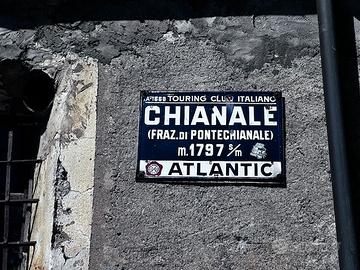 TOURING CLUB ITALIANO
CHIANALE
(FRAZ. DI PONTECHIANALE)
m. 1797 s/m
ATLANTIC